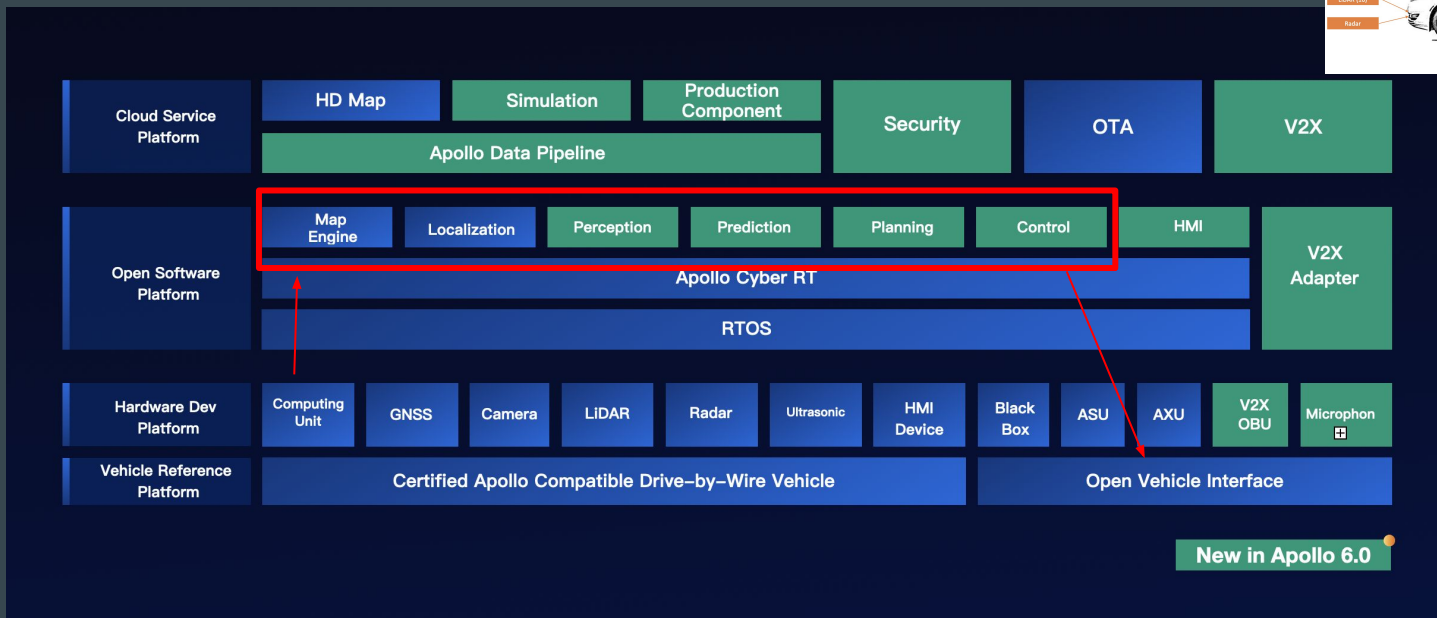 Radar
Cloud Service
Platform
HD Map
Simulation
Production
Component
Apollo Data Pipeline
Security
OTA
V2X
Open Software
Platform
Map
Engine
Localization
Perception
Prediction
Planning
Control
HMI
Apollo Cyber RT
RTOS
V2X
Adapter
Hardware Dev
Platform
Computing
Unit
GNSS
Camera
LiDAR
Radar
Ultrasonic
HMI
Device
Black
Box
ASU
AXU
V2X
OBU
Microphon
Vehicle Reference
Platform
Certified Apollo Compatible Drive-by-Wire Vehicle
Open Vehicle Interface
New in Apollo 6.0